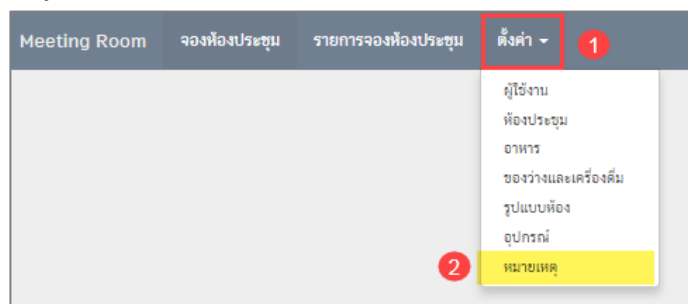 Meeting Room จองห้องประชุม รายการจองห้องประชุม ตั้งค่า 1
ผู้ใช้งาน
ห้องประชุม
อาหาร
ของว่างและเครื่องดื่ม
รูปแบบห้อง
อุปกรณ์
2 หมายเหตุ